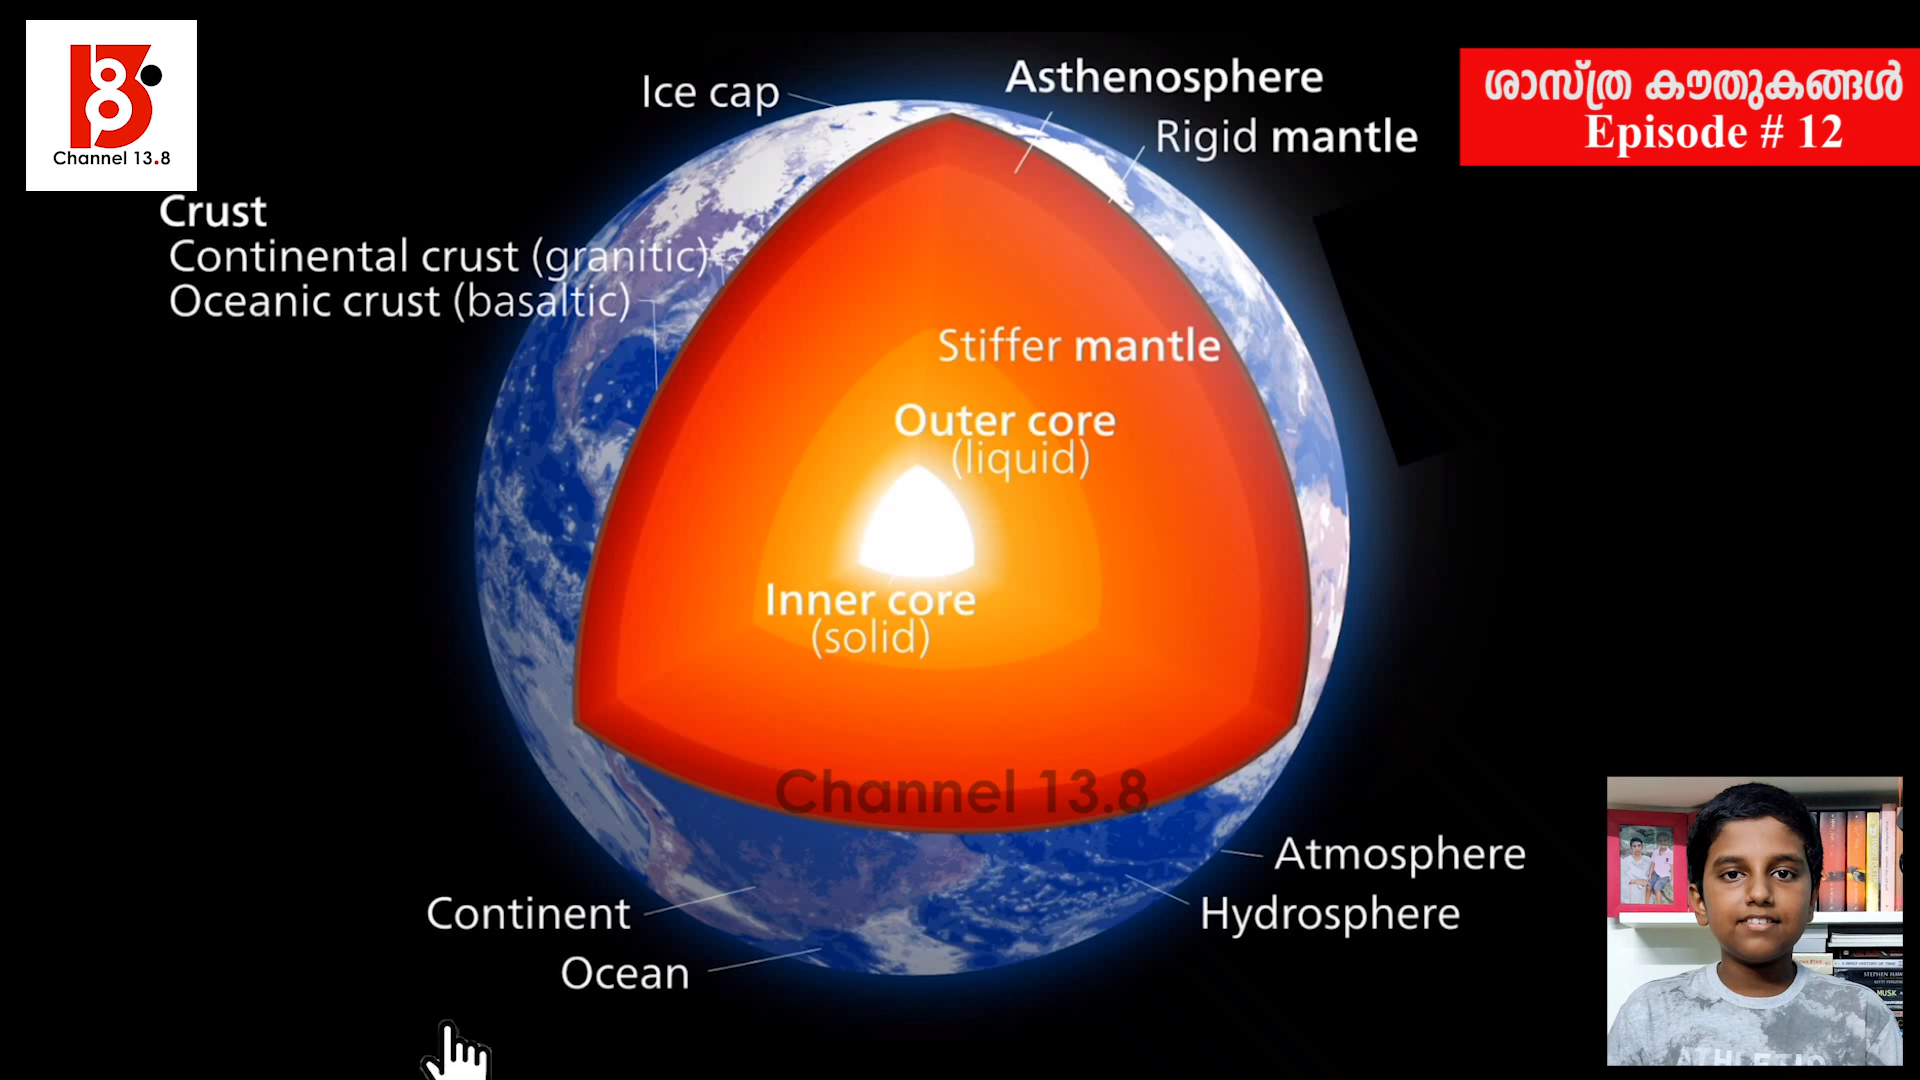 Channel 13.8
ശാസ്ത്ര കൗതുകങ്ങൾ
Episode # 12
Ice cap
Asthenosphere
Rigid mantle
Crust
Continental crust (granitic)
Oceanic crust (basaltic)
Stiffer mantle
Outer core
(liquid)
Inner core
(solid)
Channel 13.8
Atmosphere
Hydrosphere
Continent
Ocean
MUSK